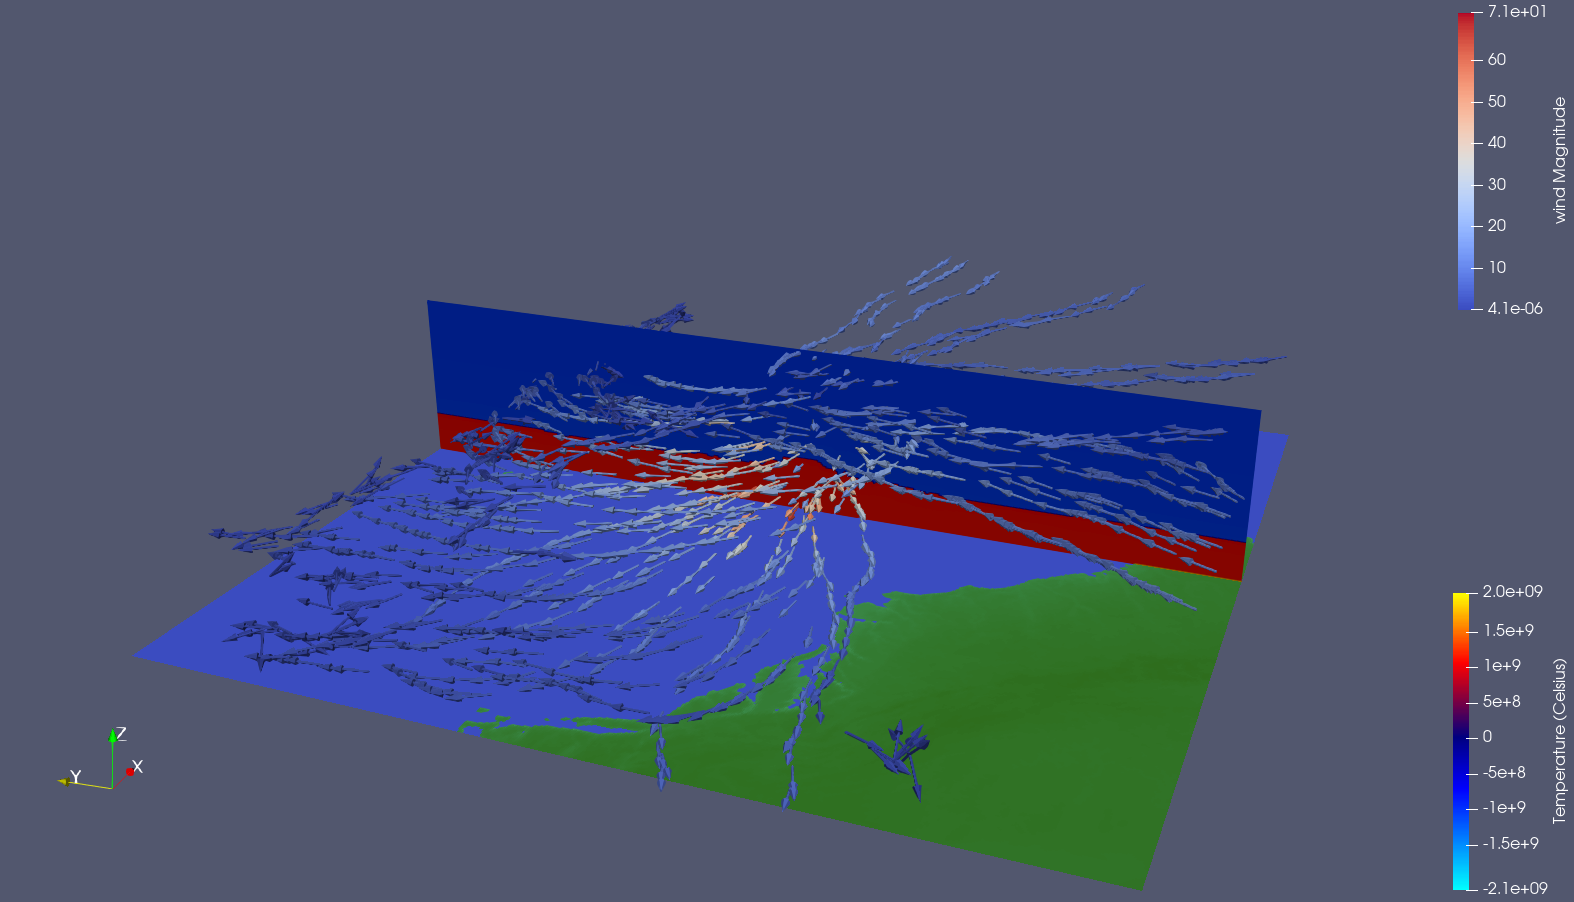 7.1e+01
60
50
40
30
20
10
4.1e-06
wind Magnitude
2.0e+09
1.5e+9
1e+9
5e+8
0
-5e+8
-1e+9
-1.5e+9
-2.1e+09
Temperature (Celsius)
Z
Y
X